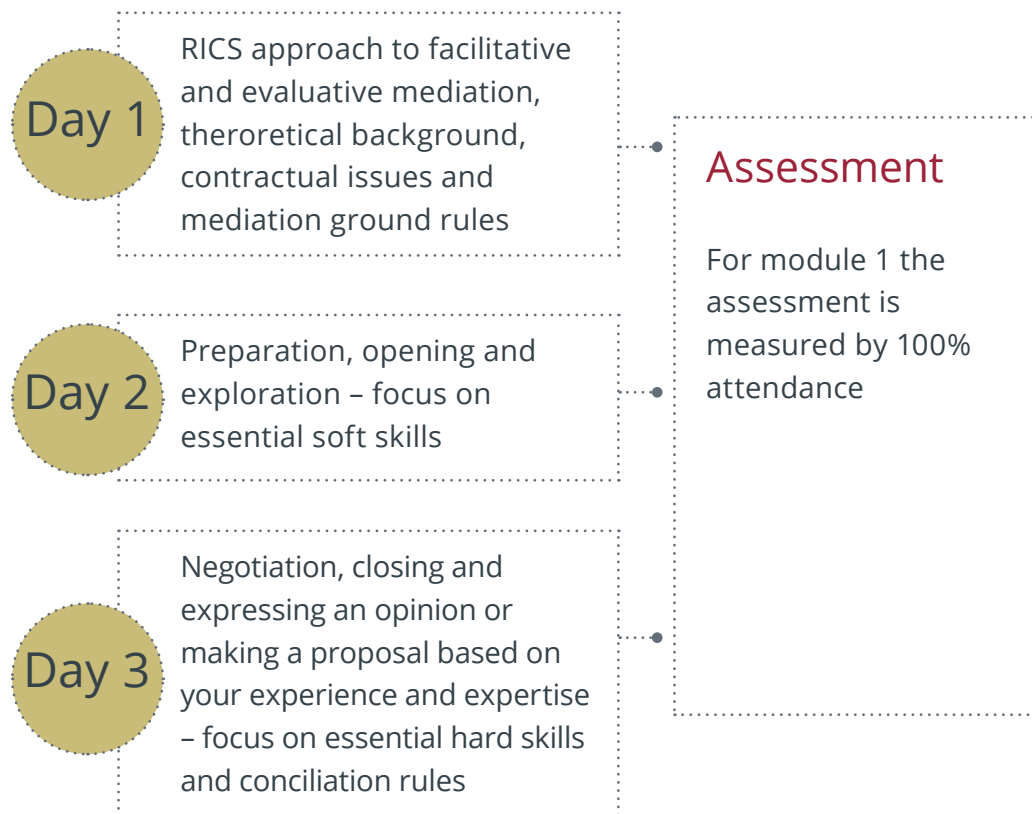 Day 1
RICS approach to facilitative
and evaluative mediation,
theroretical background,
contractual issues and
mediation ground rules
Day 2
Preparation, opening and
exploration – focus on
essential soft skills
Day 3
Negotiation, closing and
expressing an opinion or
making a proposal based on
your experience and expertise
– focus on essential hard skills
and conciliation rules
Assessment
For module 1 the
assessment is
measured by 100%
attendance